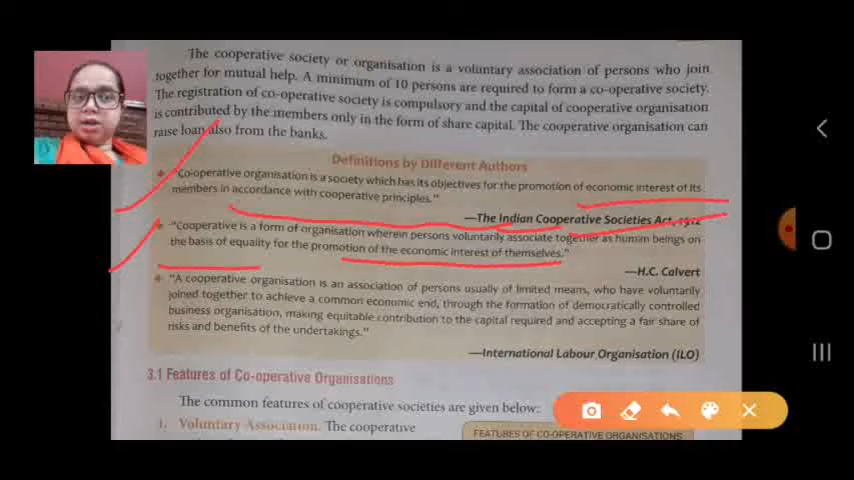 The cooperative society or organisation is a voluntary association of persons who join
together for mutual help. A minimum of 10 persons are required to form a co-operative society.
The registration of co-operative society is compulsory and the capital of cooperative organisation
is contributed by the members only in the form of share capital. The cooperative organisation can
raise loan also from the banks.
Definitions by Different Authors
"Co-operative organisation is a society which has its objectives for the promotion of economic interest of its
members in accordance with cooperative principles."
—The Indian Cooperative Societies Act, 1912
"Cooperative is a form of organisation wherein persons voluntarily associate together as human beings on
the basis of equality for the promotion of the economic interest of themselves."
—H.C. Calvert
"A cooperative organisation is an association of persons usually of limited means, who have voluntarily
joined together to achieve a common economic end, through the formation of democratically controlled
business organisation, making equitable contribution to the capital required and accepting a fair share of
risks and benefits of the undertakings."
—International Labour Organisation (ILO)
3.1 Features of Co-operative Organisations
The common features of cooperative societies are given below:
1. Voluntary Association. The cooperative
FEATURES OF CO-OPERATIVE ORGANISATIONS